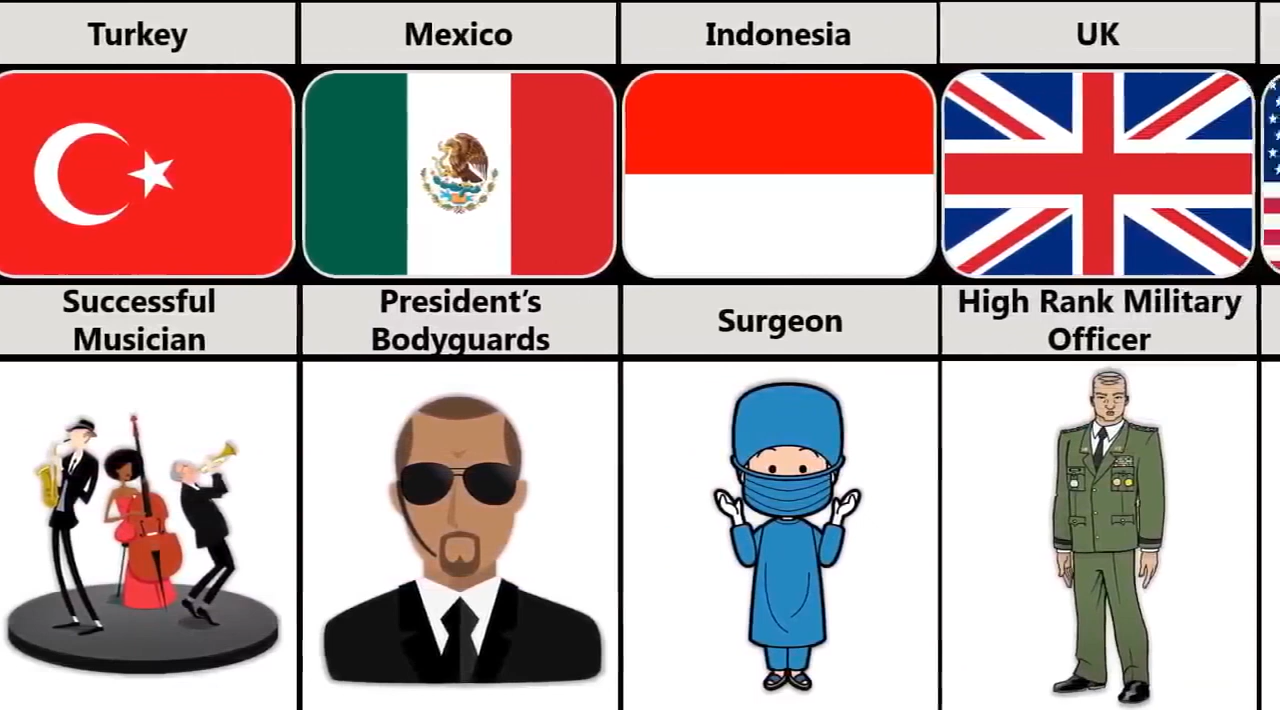 Turkey
Mexico
Indonesia
UK
Successful
Musician
President’s
Bodyguards
Surgeon
High Rank Military
Officer